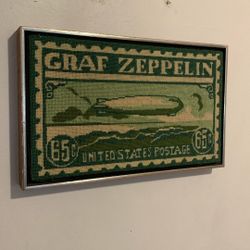 GRAF ZEPPELIN
65¢ 65¢
UNITED STATES POSTAGE